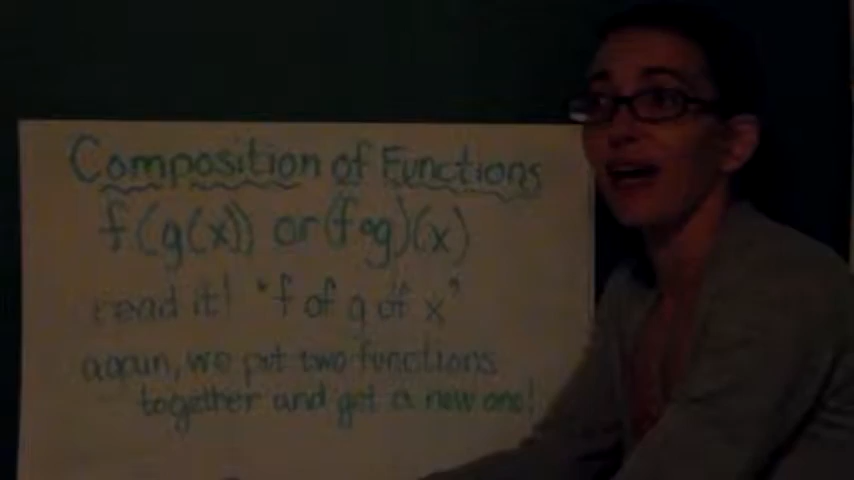 Composition of Functions
f(g(x)) or (f∘g)(x)
read it! "f of g of x"
again, we put two functions
together and get a new one!